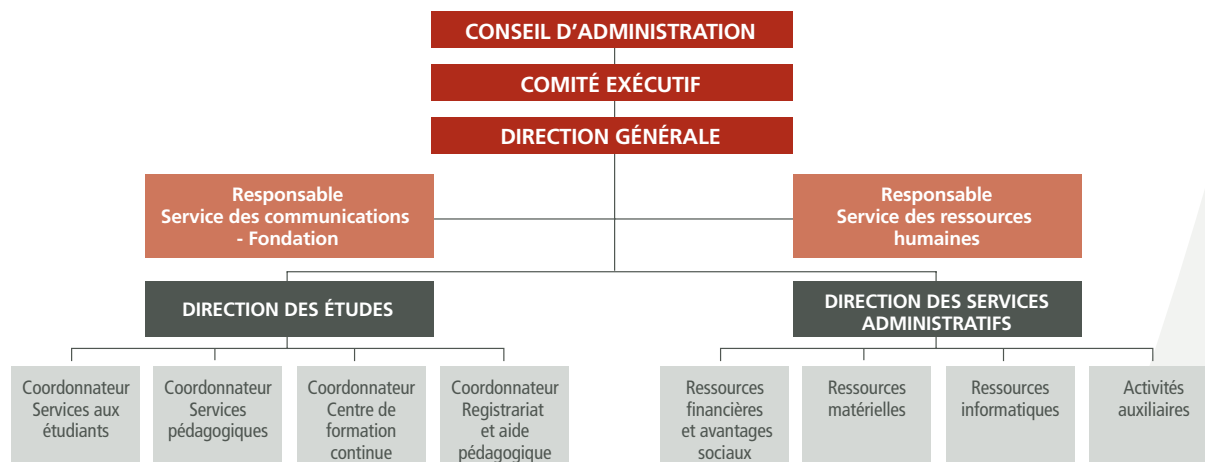 CONSEIL D’ADMINISTRATION
COMITÉ EXÉCUTIF
DIRECTION GÉNÉRALE
Responsable
Service des communications
- Fondation
Responsable
Service des ressources
humaines
DIRECTION DES ÉTUDES
DIRECTION DES SERVICES
ADMINISTRATIFS
Coordonnateur
Services aux
étudiants
Coordonnateur
Services
pédagogiques
Coordonnateur
Centre de
formation
continue
Coordonnateur
Registrariat
et aide
pédagogique
Ressources
financières
et avantages
sociaux
Ressources
matérielles
Ressources
informatiques
Activités
auxiliaires